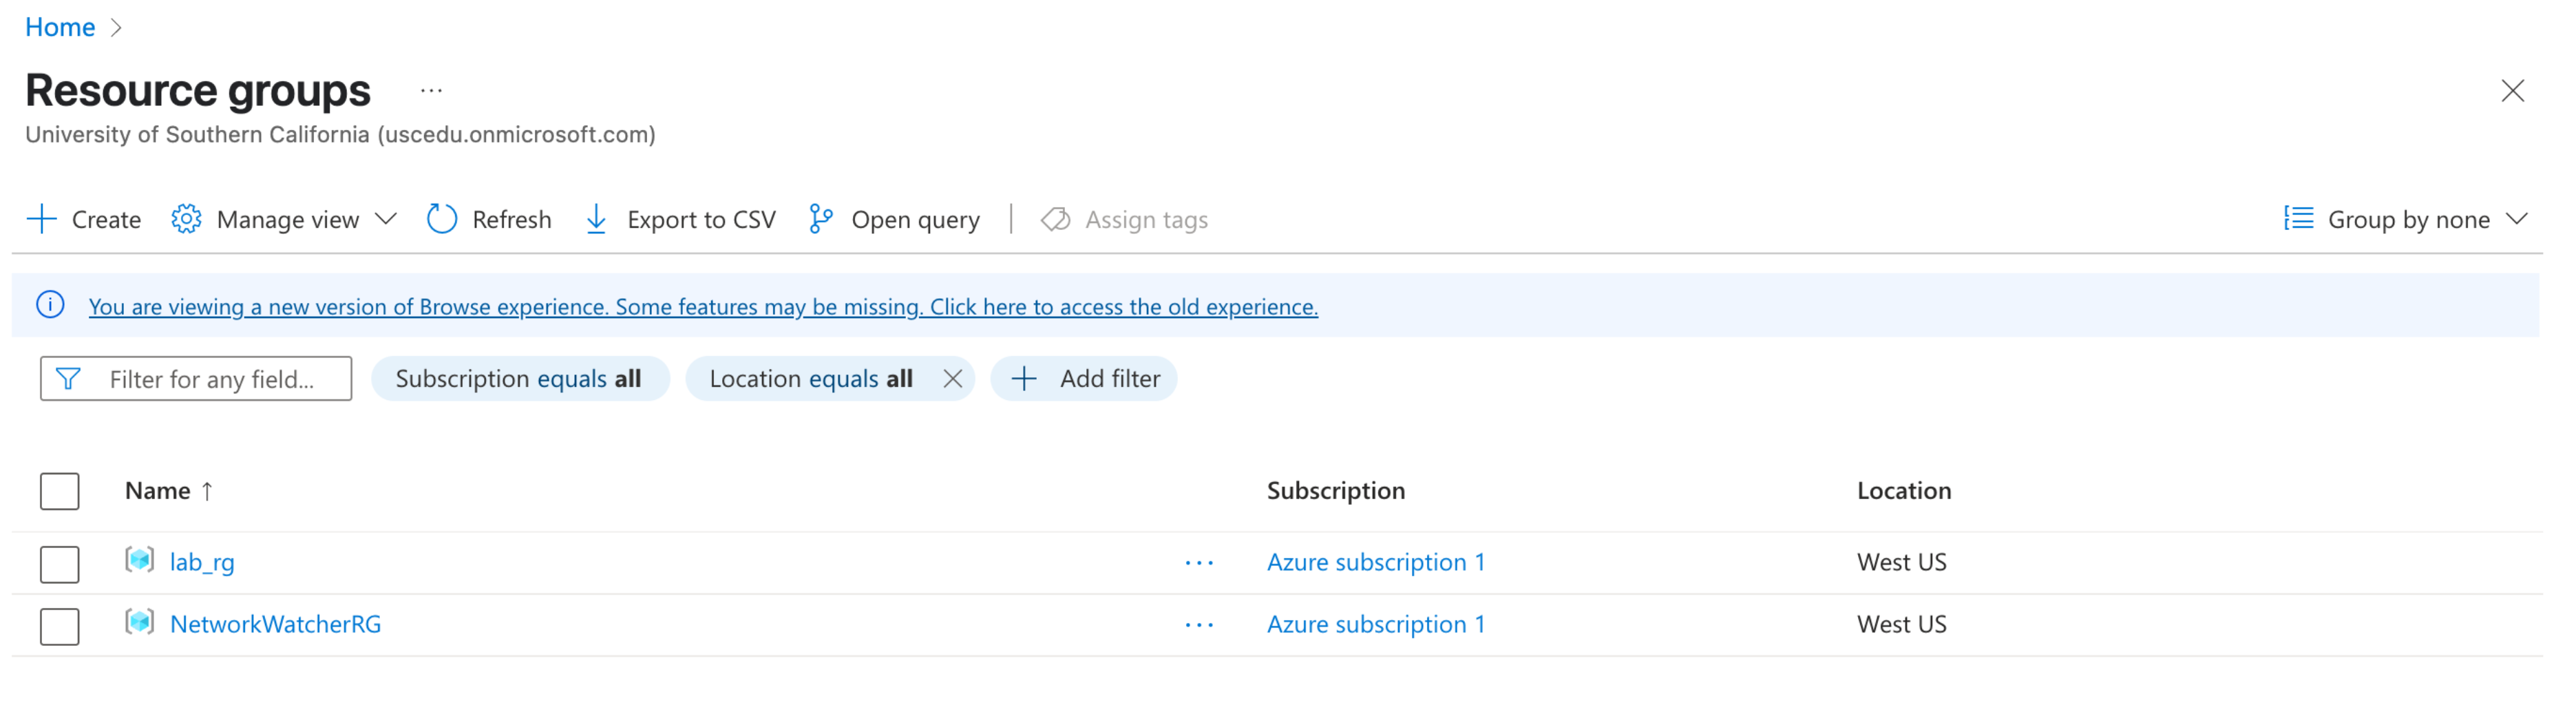 Home >
Resource groups ...
University of Southern California (uscedu.onmicrosoft.com)
Create Manage view Refresh Export to CSV Open query | Assign tags Group by none
You are viewing a new version of Browse experience. Some features may be missing. Click here to access the old experience.
Filter for any field... Subscription equals all Location equals all Add filter
Name ↑ Subscription Location
lab_rg ... Azure subscription 1 West US
NetworkWatcherRG ... Azure subscription 1 West US